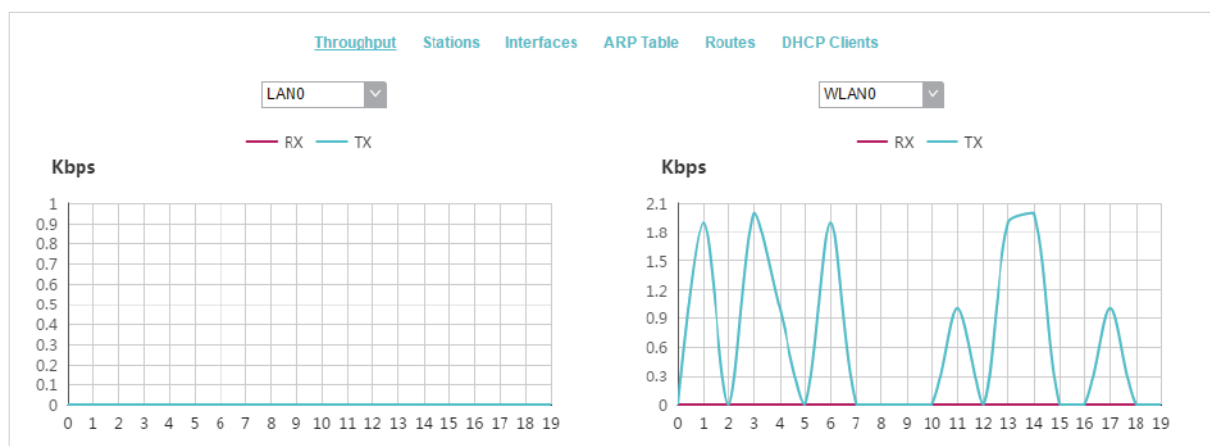 Throughput Stations Interfaces ARP Table Routes DHCP Clients
LAN0
RX TX
Kbps
1
0.9
0.8
0.7
0.6
0.5
0.4
0.3
0.2
0.1
0
0 1 2 3 4 5 6 7 8 9 10 11 12 13 14 15 16 17 18 19
WLAN0
RX TX
Kbps
2.1
1.8
1.5
1.2
0.9
0.6
0.3
0
0 1 2 3 4 5 6 7 8 9 10 11 12 13 14 15 16 17 18 19